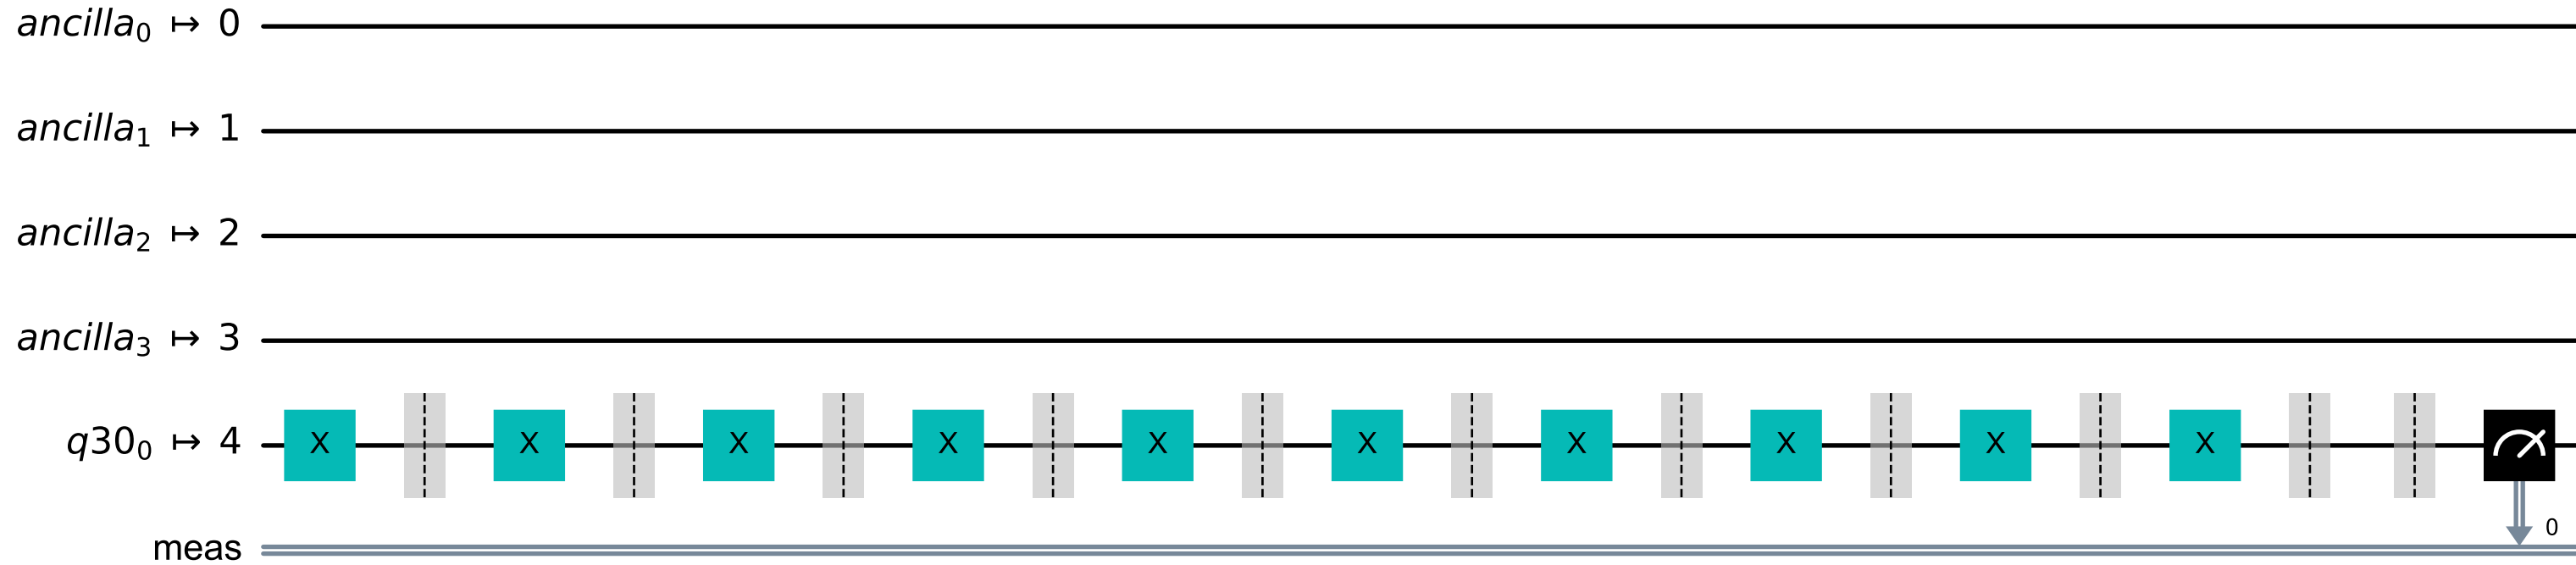 ancilla₀ ↦ 0
ancilla₁ ↦ 1
ancilla₂ ↦ 2
ancilla₃ ↦ 3
q30₀ ↦ 4 X X X X X X X X X X
0
meas